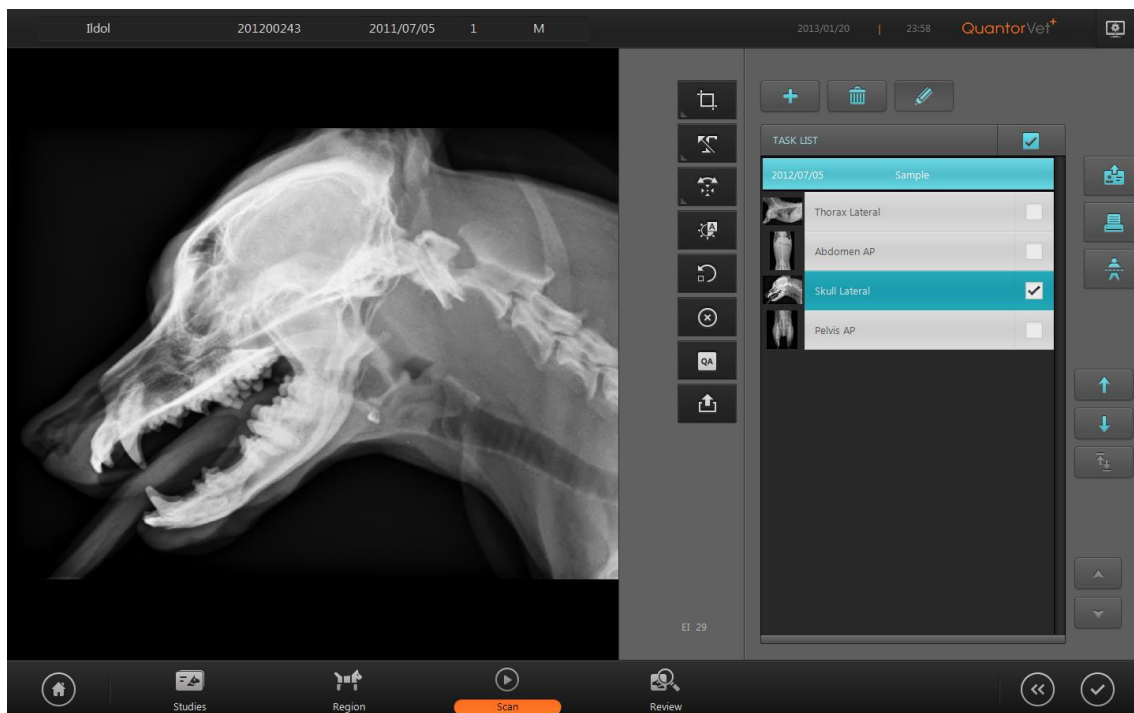 Ildol 201200243 2011/07/05 1 M 2013/01/20 | 23:58 QuantorVet+
TASK LIST
2012/07/05 Sample
Thorax Lateral
Abdomen AP
Skull Lateral
Pelvis AP
A
QA
EI 29
Studies Region Scan Review